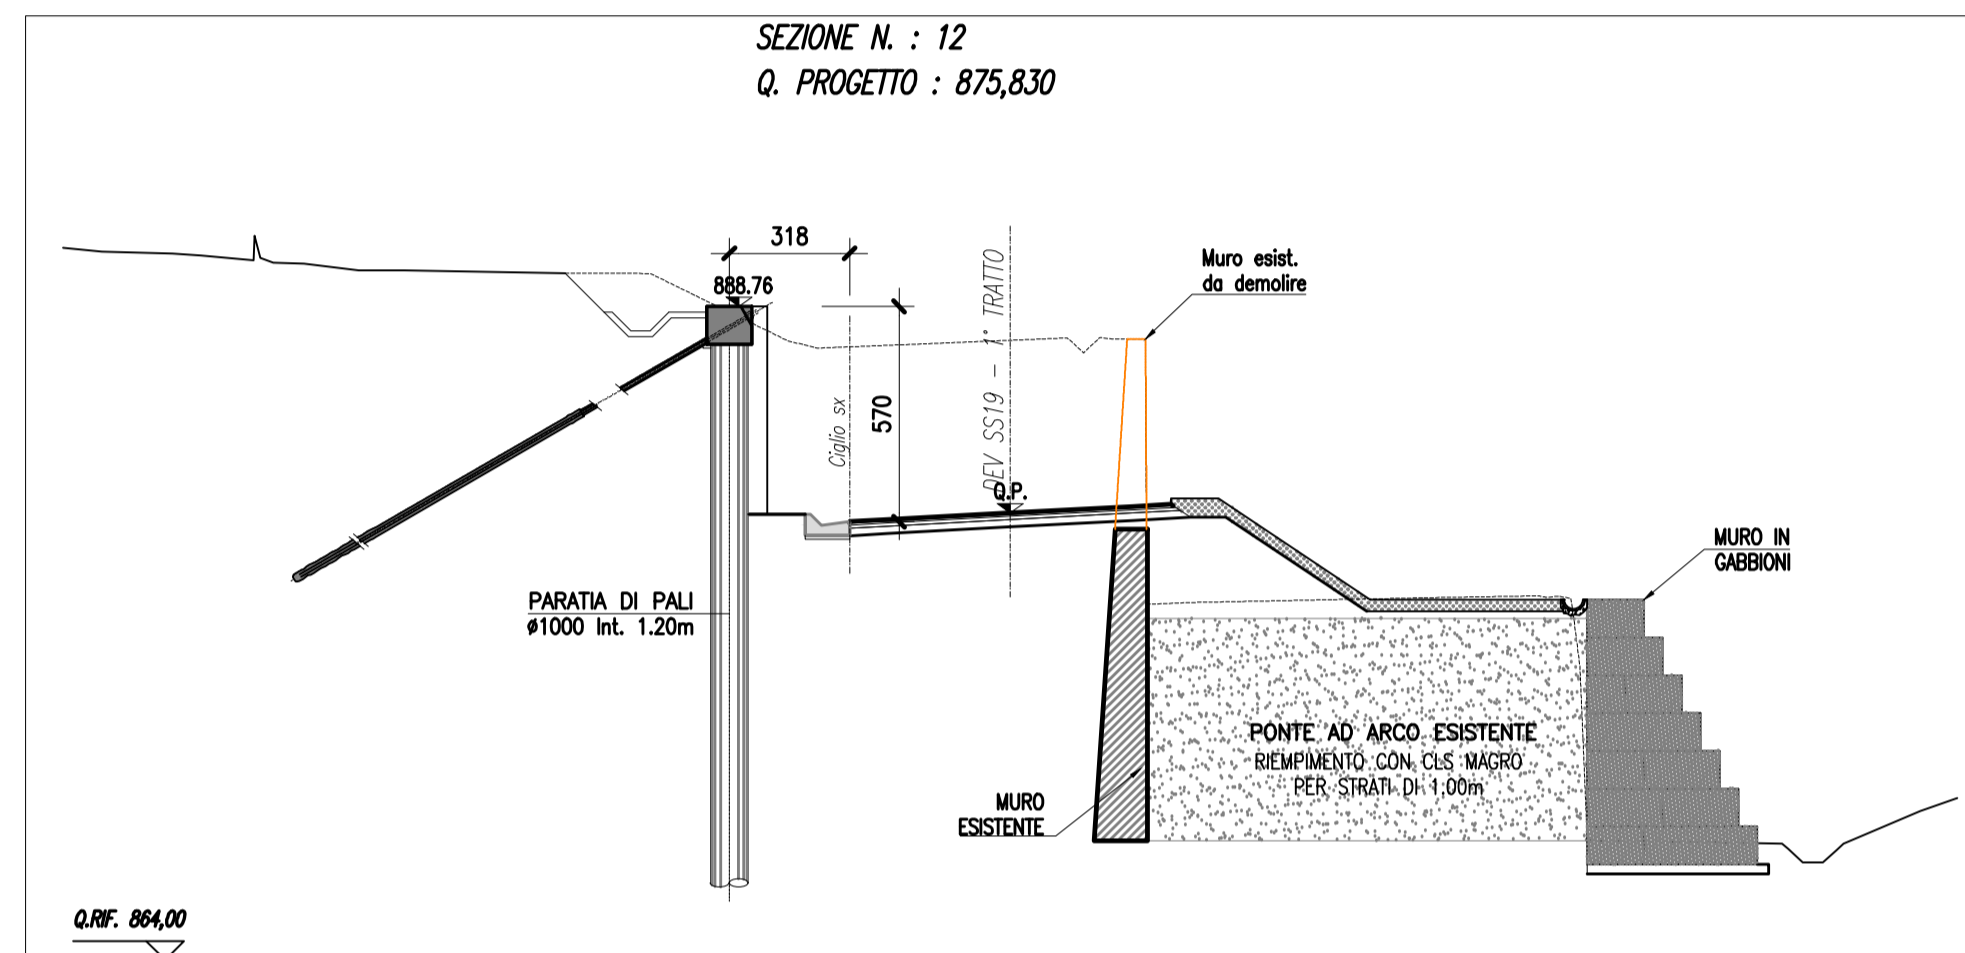 SEZIONE N. : 12
Q. PROGETTO : 875,830
318
888.76
Muro esist.
da demolire
DEV SS19 - 1° TRATTO
570
Ciglio sx
Q.P.
MURO IN
GABBIONI
PARATIA DI PALI
ø1000 Int. 1.20m
PONTE AD ARCO ESISTENTE
RIEMPIMENTO CON CLS MAGRO
PER STRATI DI 1.00m
MURO
ESISTENTE
Q.RIF. 864,00